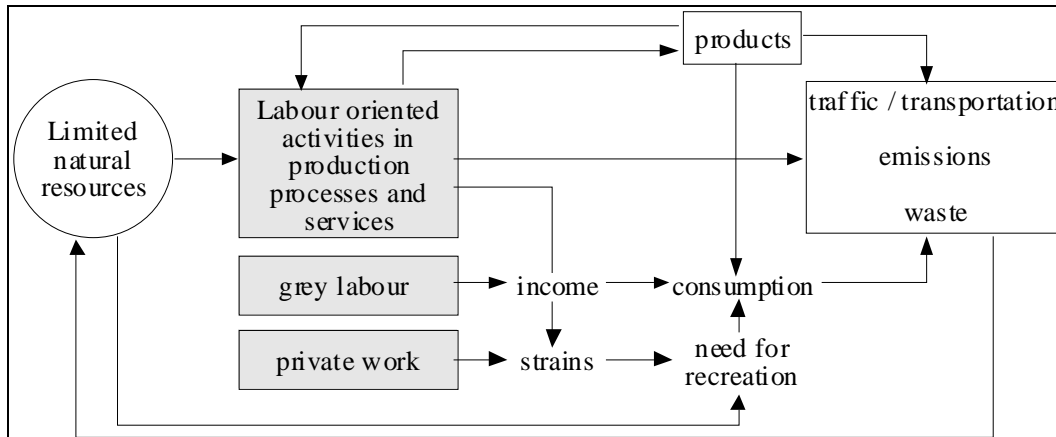 products
Limited
natural
resources
Labour oriented
activities in
production
processes and
services
traffic / transportation
emissions
waste
grey labour
income
consumption
private work
strains
need for
recreation